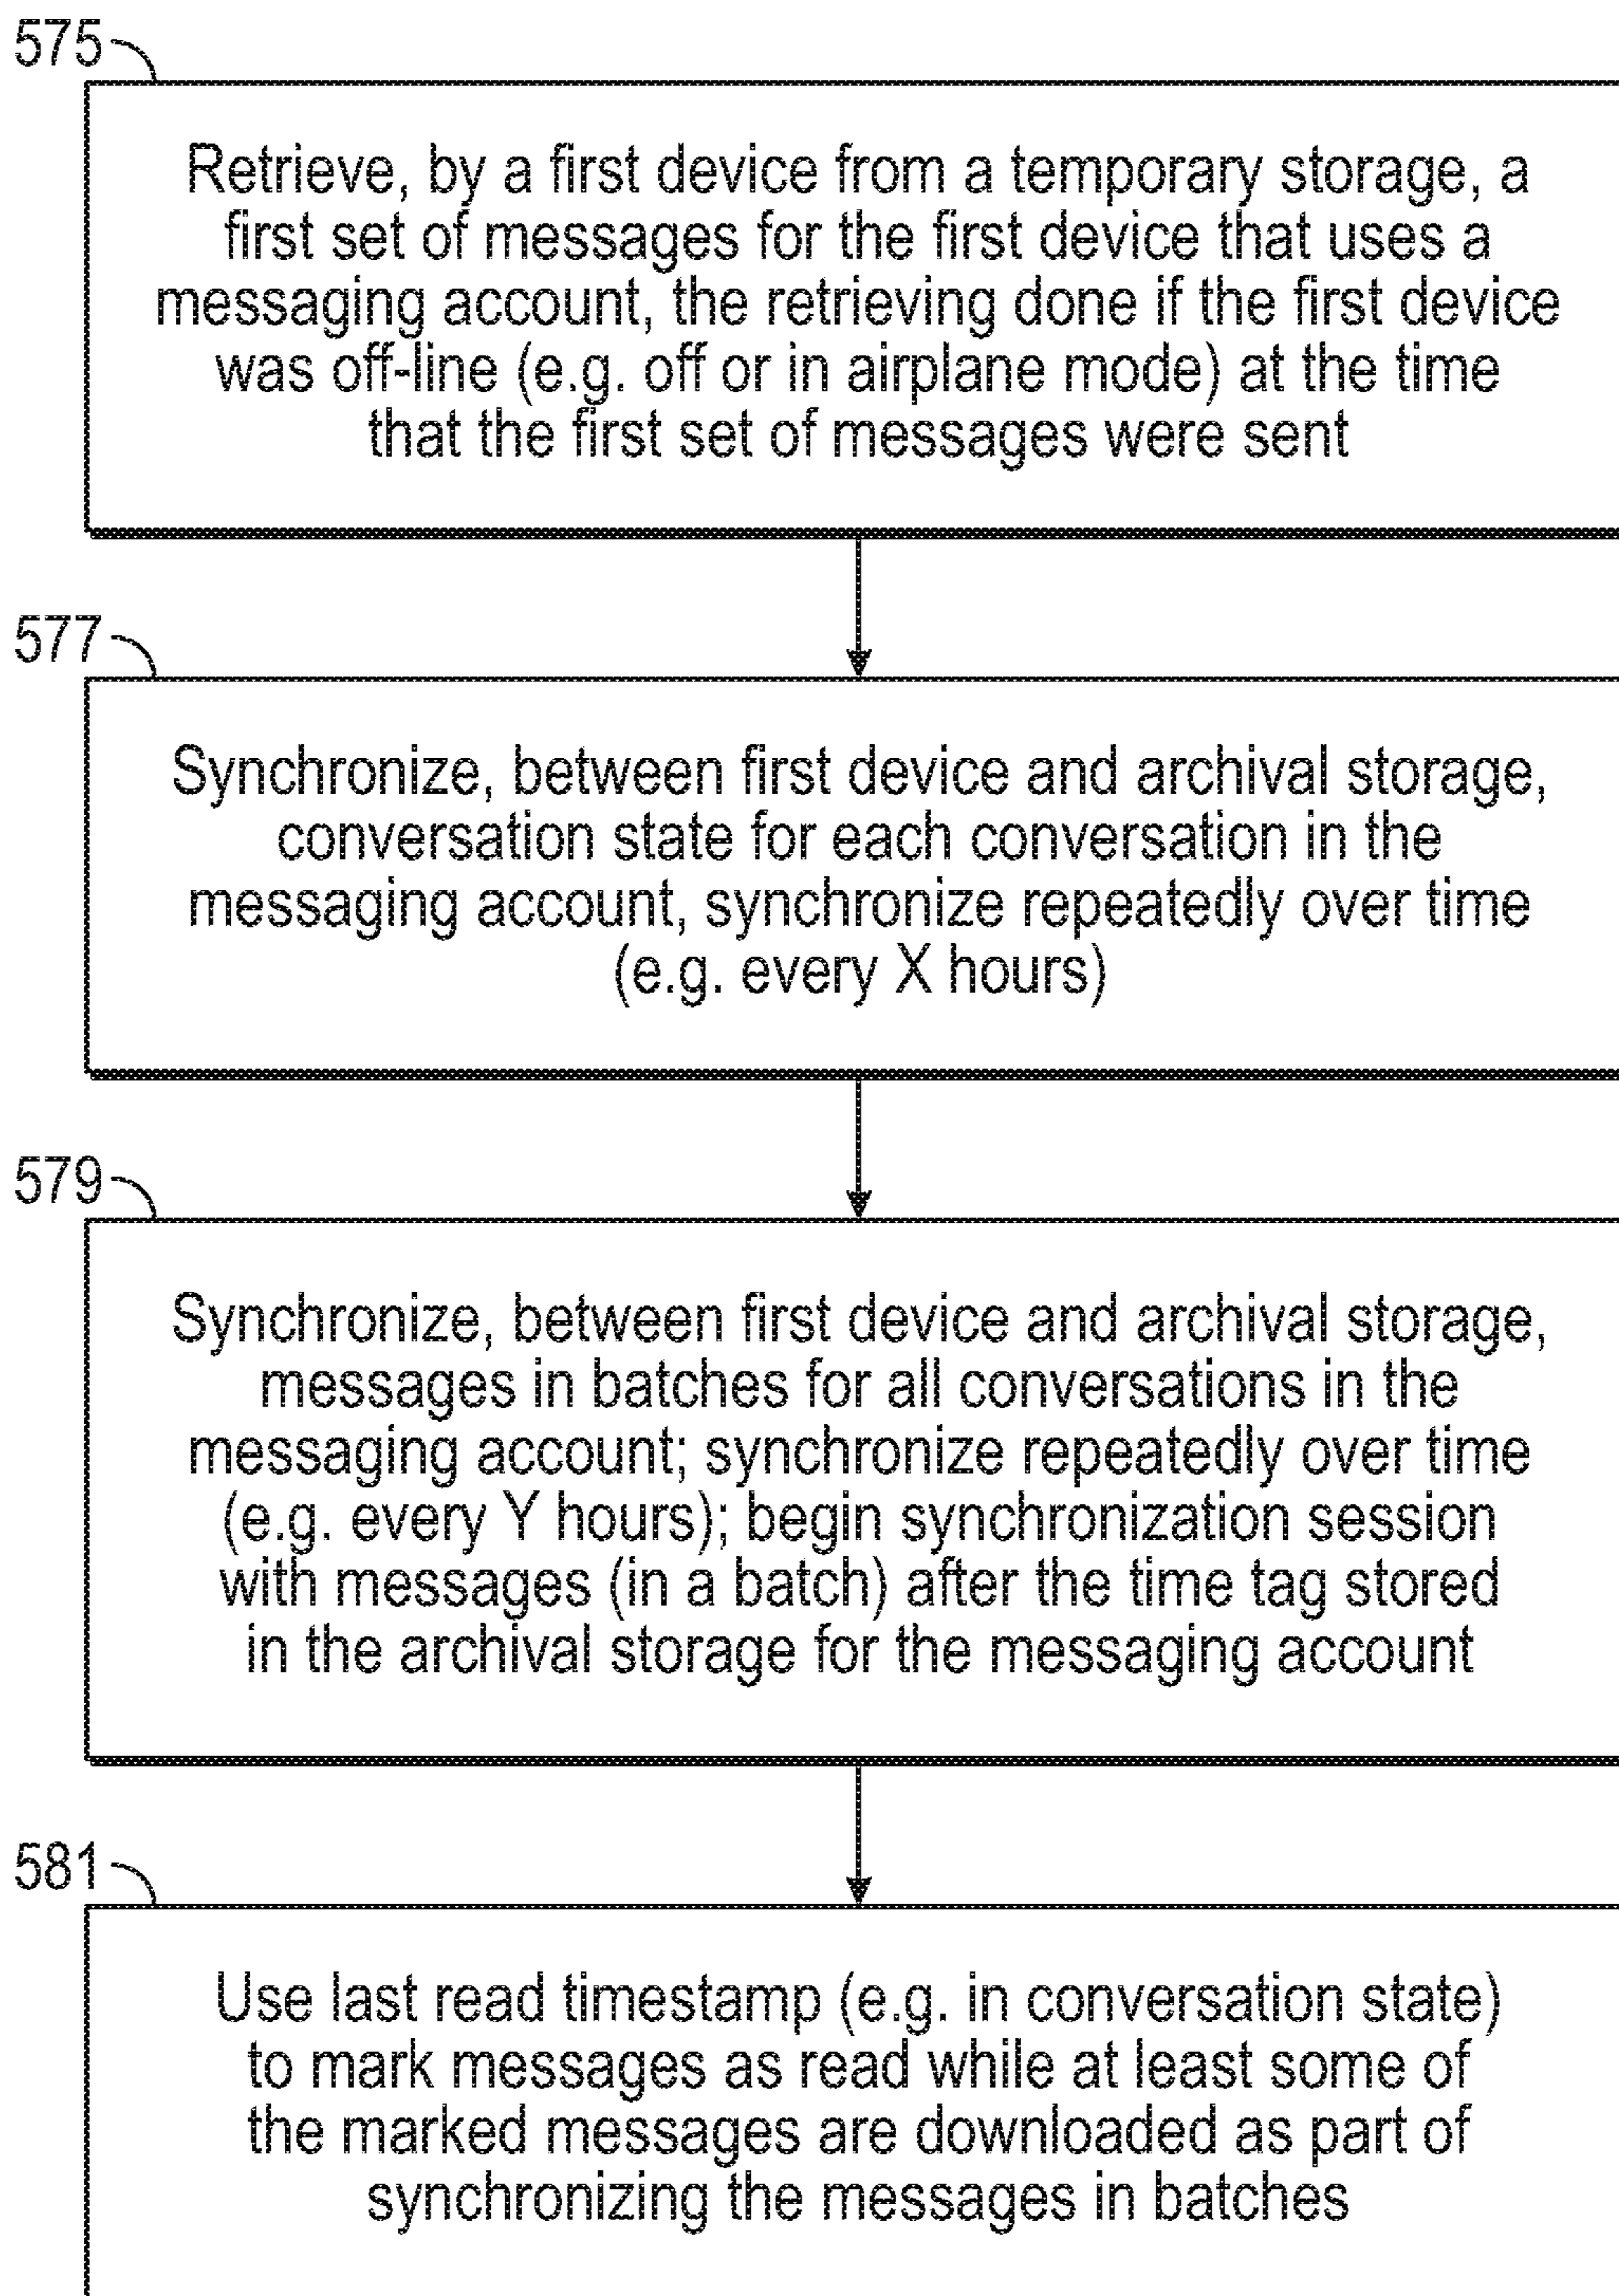 575
Retrieve, by a first device from a temporary storage, a
first set of messages for the first device that uses a
messaging account, the retrieving done if the first device
was off-line (e.g. off or in airplane mode) at the time
that the first set of messages were sent
577
Synchronize, between first device and archival storage,
conversation state for each conversation in the
messaging account, synchronize repeatedly over time
(e.g. every X hours)
579
Synchronize, between first device and archival storage,
messages in batches for all conversations in the
messaging account; synchronize repeatedly over time
(e.g. every Y hours); begin synchronization session
with messages (in a batch) after the time tag stored
in the archival storage for the messaging account
581
Use last read timestamp (e.g. in conversation state)
to mark messages as read while at least some of
the marked messages are downloaded as part of
synchronizing the messages in batches